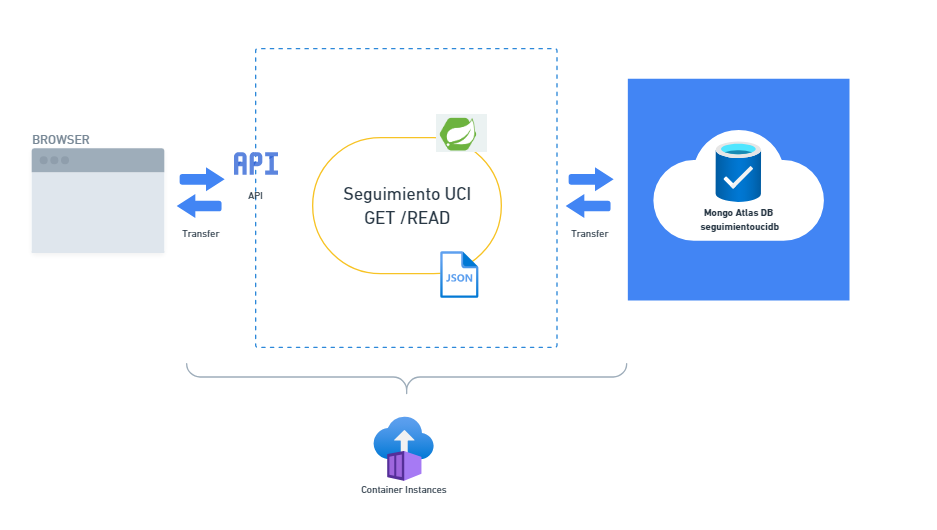 BROWSER
API
API
Transfer
Seguimiento UCI
GET /READ
JSON
Transfer
Mongo Atlas DB
seguimientoucidb
Container Instances